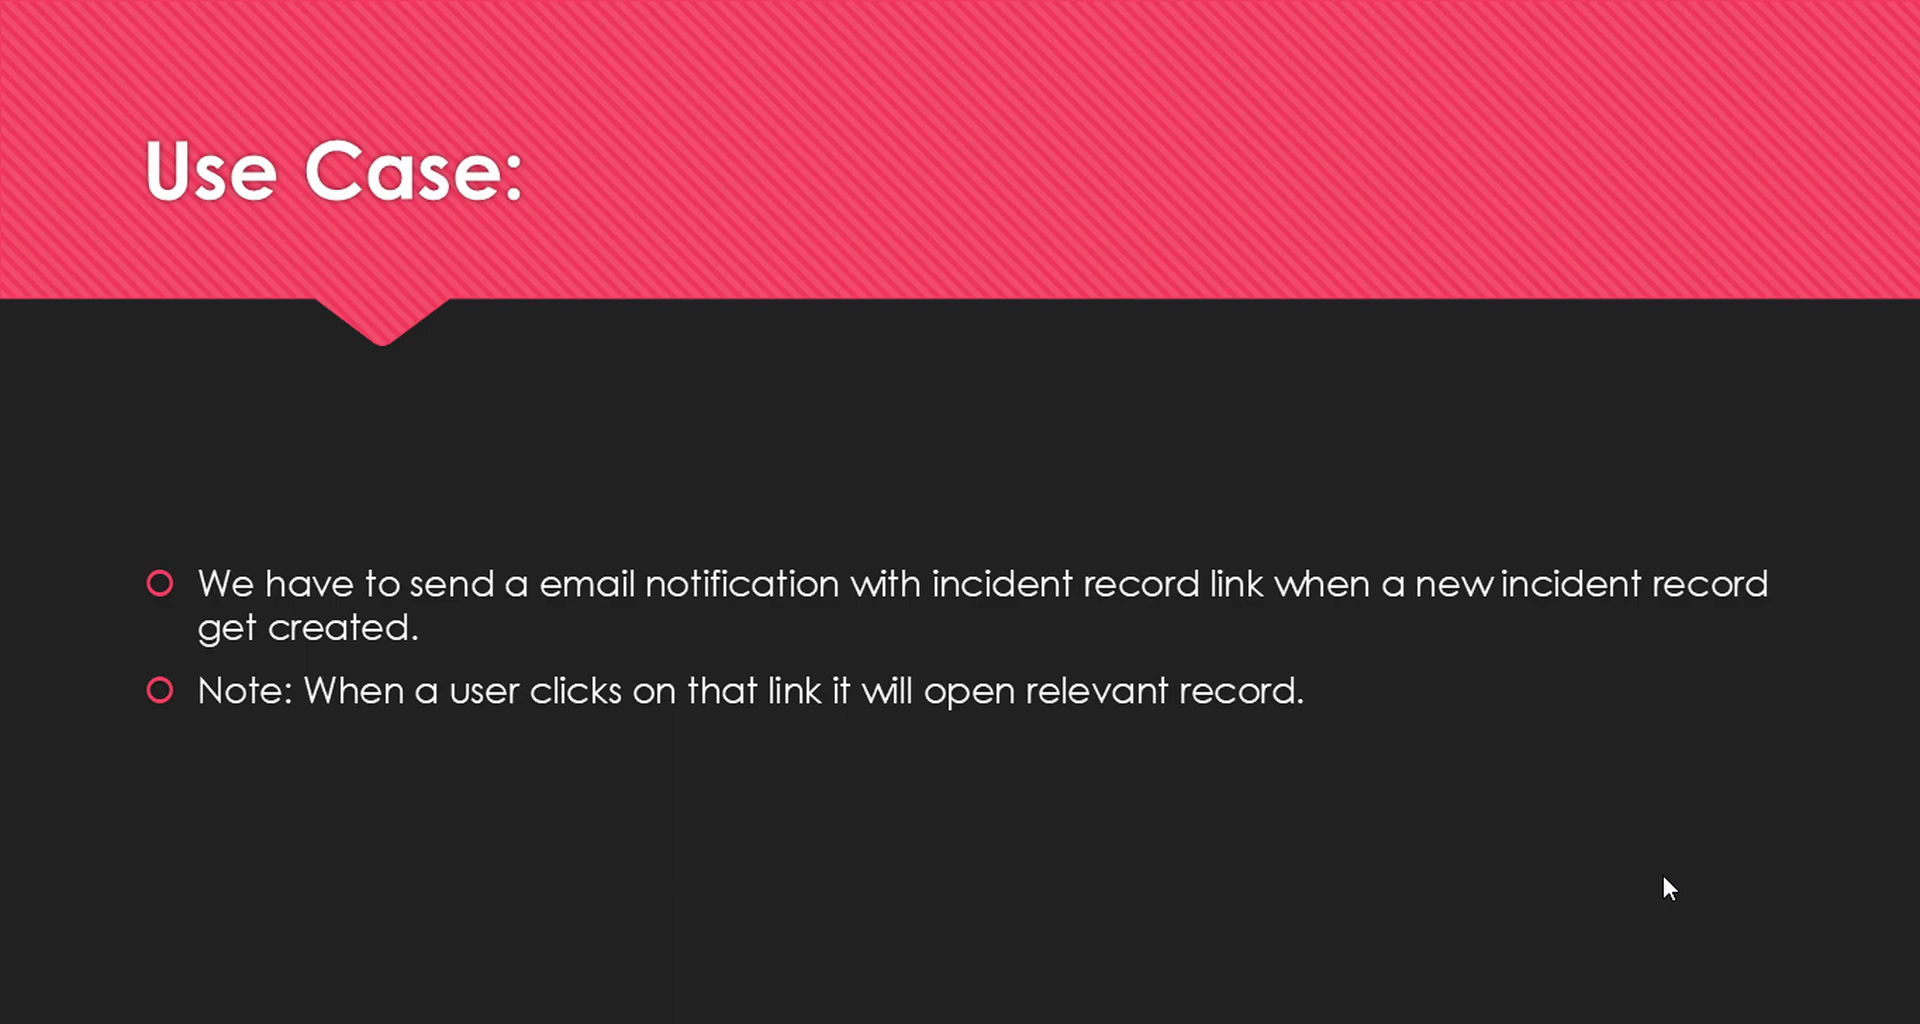 Use Case:
We have to send a email notification with incident record link when a new incident record
get created.
Note: When a user clicks on that link it will open relevant record.